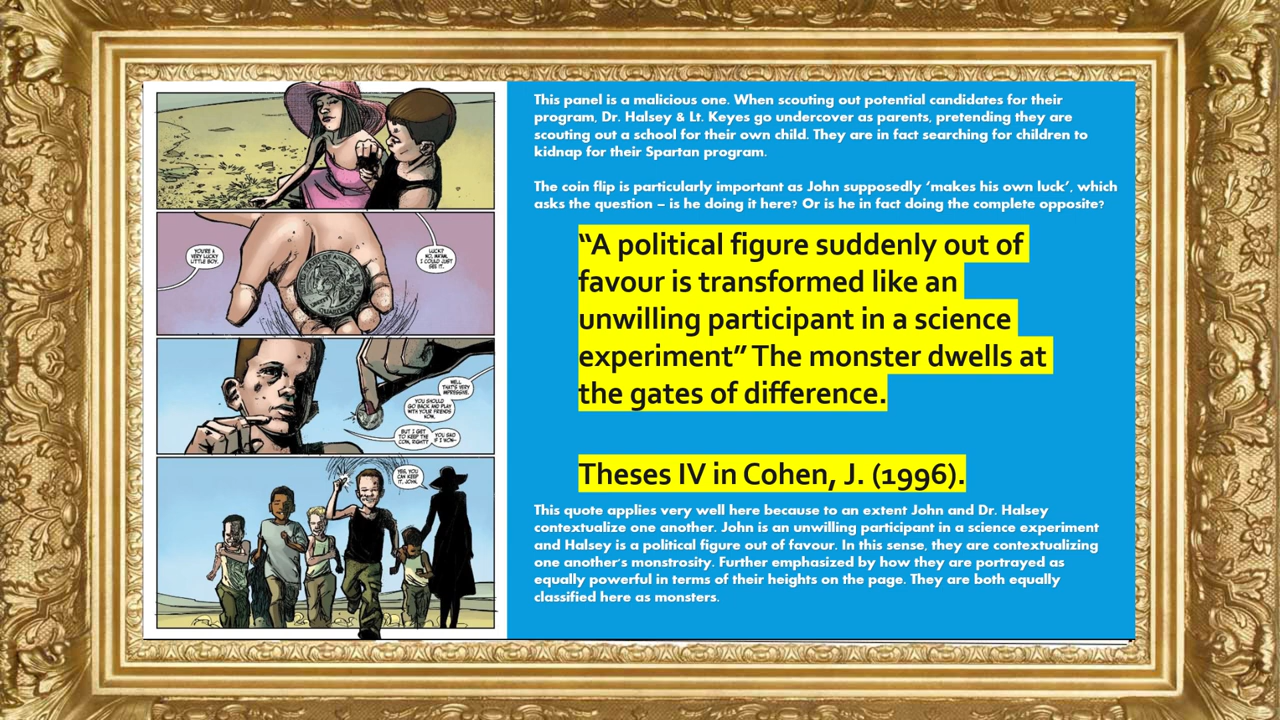 YOU'RE A
VERY LUCKY
LITTLE BOY.
LUCK?
NO, MA'AM,
I COULD JUST
SEE IT.
QUARTER
WELL
THAT'S VERY
IMPRESSIVE.
YOU SHOULD
GO BACK AND PLAY
WITH YOUR FRIENDS
NOW.
BUT I GET
TO KEEP THE
COIN, RIGHT?
YOU SAID
IF I WON--
YES, YOU
CAN KEEP
IT, JOHN.
This panel is a malicious one. When scouting out potential candidates for their
program, Dr. Halsey & Lt. Keyes go undercover as parents, pretending they are
scouting out a school for their own child. They are in fact searching for children to
kidnap for their Spartan program.
The coin flip is particularly important as John supposedly ‘makes his own luck’, which
asks the question – is he doing it here? Or is he in fact doing the complete opposite?
“A political figure suddenly out of
favour is transformed like an
unwilling participant in a science
experiment” The monster dwells at
the gates of difference.
Theses IV in Cohen, J. (1996).
This quote applies very well here because to an extent John and Dr. Halsey
contextualize one another. John is an unwilling participant in a science experiment
and Halsey is a political figure out of favour. In this sense, they are contextualizing
one another's monstrosity. Further emphasized by how they are portrayed as
equally powerful in terms of their heights on the page. They are both equally
classified here as monsters.